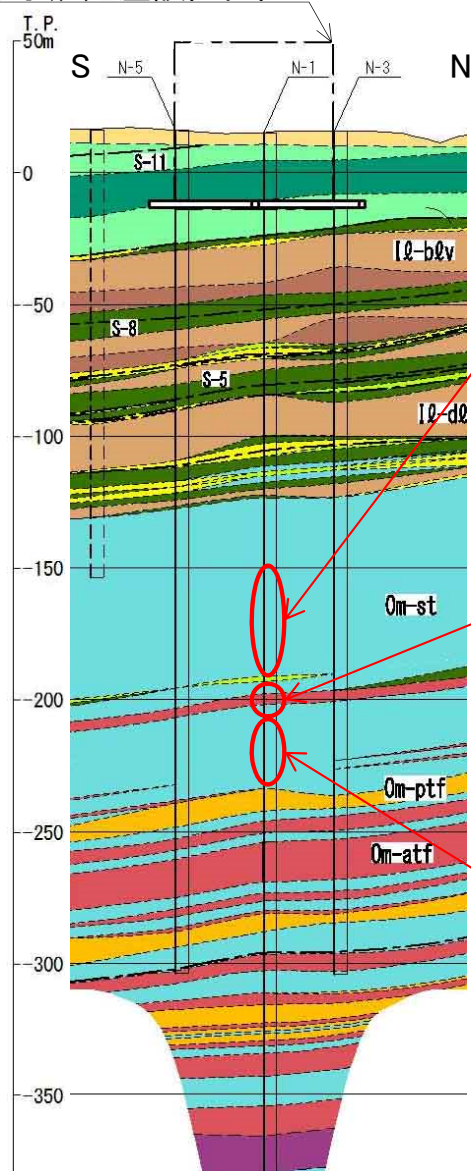 T.P.
50m
S
N-5
N-1
N-3
N
0
S-11
Iℓ-bℓv
-50
S-8
S-5
Iℓ-dℓ
-100
-150
Om-st
-200
Om-ptf
-250
Om-atf
-300
-350